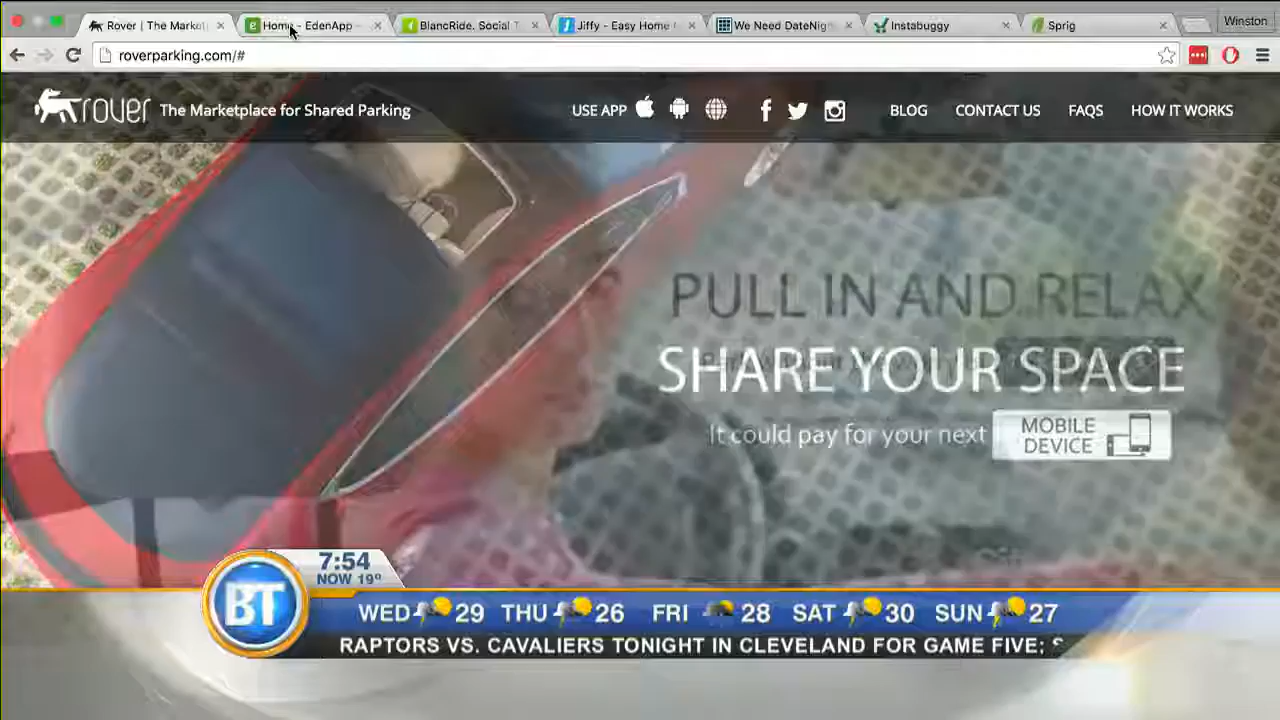 Rover | The Market
Home - EdenApp -
BlancRide. Social T
Jiffy - Easy Home
We Need DateNigh
Instabuggy
Sprig
Winston
roverparking.com/#
rover The Marketplace for Shared Parking
USE APP
BLOG
CONTACT US
FAQS
HOW IT WORKS
PULL IN AND RELAX
SHARE YOUR SPACE
It could pay for your next
MOBILE
DEVICE
7:54
NOW 19º
BT
WED 29 THU 26 FRI 28 SAT 30 SUN 27
RAPTORS VS. CAVALIERS TONIGHT IN CLEVELAND FOR GAME FIVE;